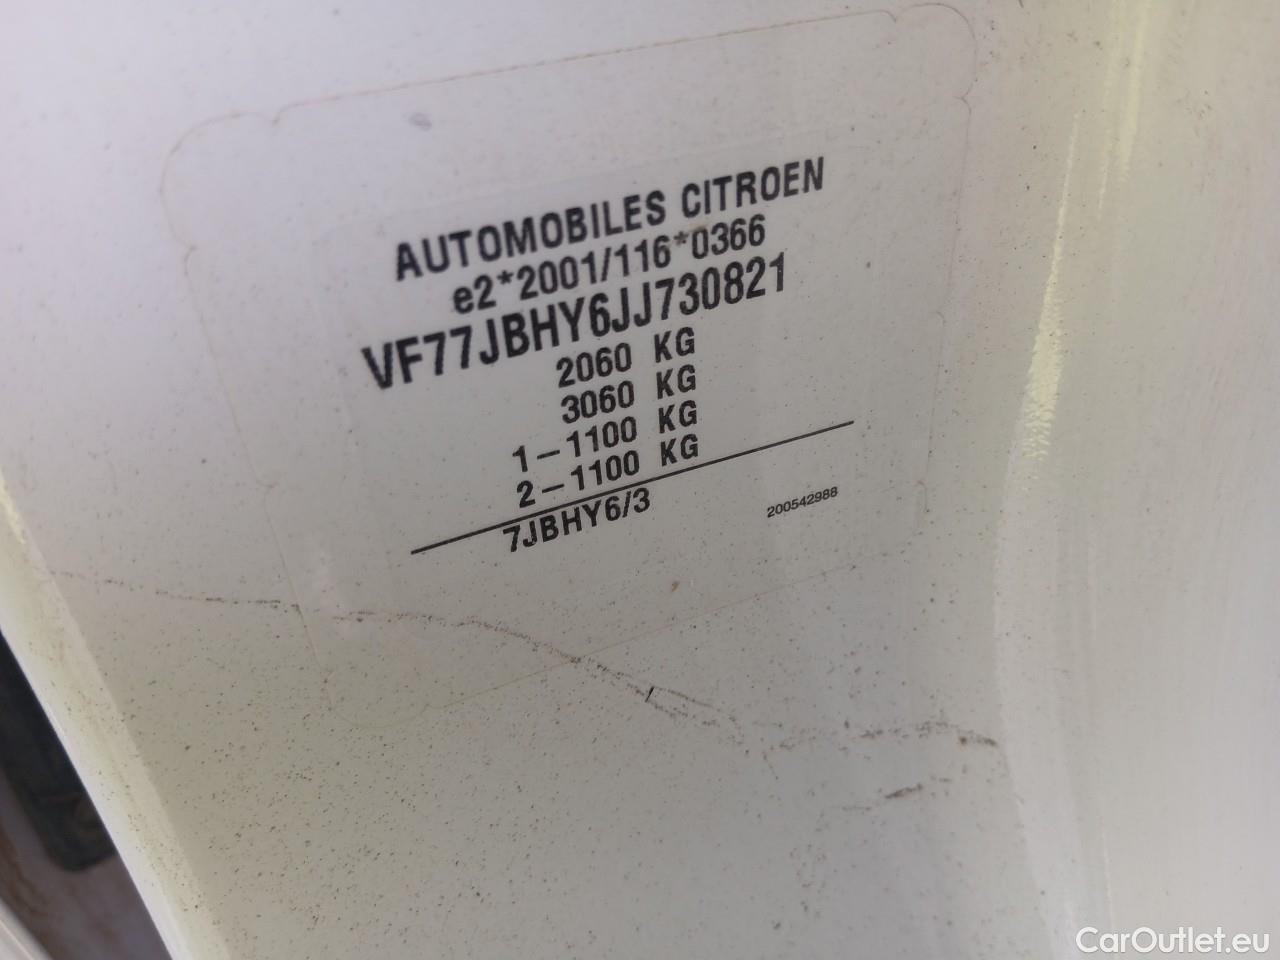 AUTOMOBILES CITROEN
e2*2001/116*0366
VF77JBHY6JJ730821
2060 KG
3060 KG
1–1100 KG
2–1100 KG
7JBHY6/3
200542988
CarOutlet.eu